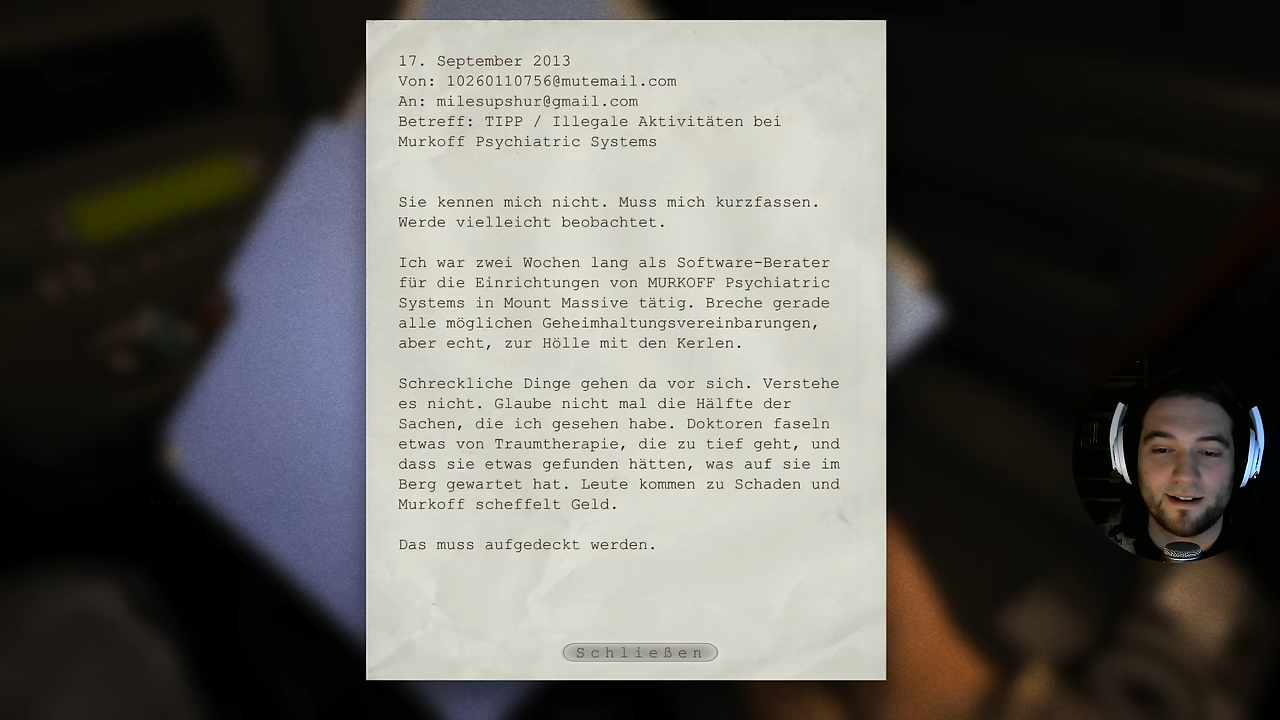 17. September 2013
Von: 10260110756@mutemail.com
An: milesupshur@gmail.com
Betreff: TIPP / Illegale Aktivitäten bei
Murkoff Psychiatric Systems
Sie kennen mich nicht. Muss mich kurzfassen.
Werde vielleicht beobachtet.
Ich war zwei Wochen lang als Software-Berater
für die Einrichtungen von MURKOFF Psychiatric
Systems in Mount Massive tätig. Breche gerade
alle möglichen Geheimhaltungsvereinbarungen,
aber echt, zur Hölle mit den Kerlen.
Schreckliche Dinge gehen da vor sich. Verstehe
es nicht. Glaube nicht mal die Hälfte der
Sachen, die ich gesehen habe. Doktoren faseln
etwas von Traumtherapie, die zu tief geht, und
dass sie etwas gefunden hätten, was auf sie im
Berg gewartet hat. Leute kommen zu Schaden und
Murkoff scheffelt Geld.
Das muss aufgedeckt werden.
Schließen